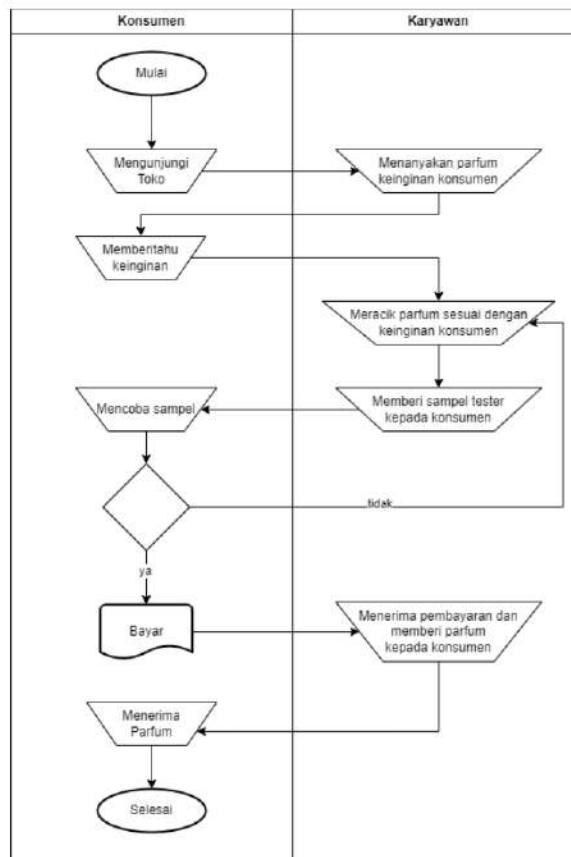 Konsumen
Karyawan
Mulai
Mengunjungi
Toko
Menanyakan parfum
keinginan konsumen
Memberitahu
keinginan
Meracik parfum sesuai dengan
keinginan konsumen
Mencoba sampel
Memberi sampel tester
kepada konsumen
tidak
ya
Bayar
Menerima pembayaran dan
memberi parfum
kepada konsumen
Menerima
Parfum
Selesai